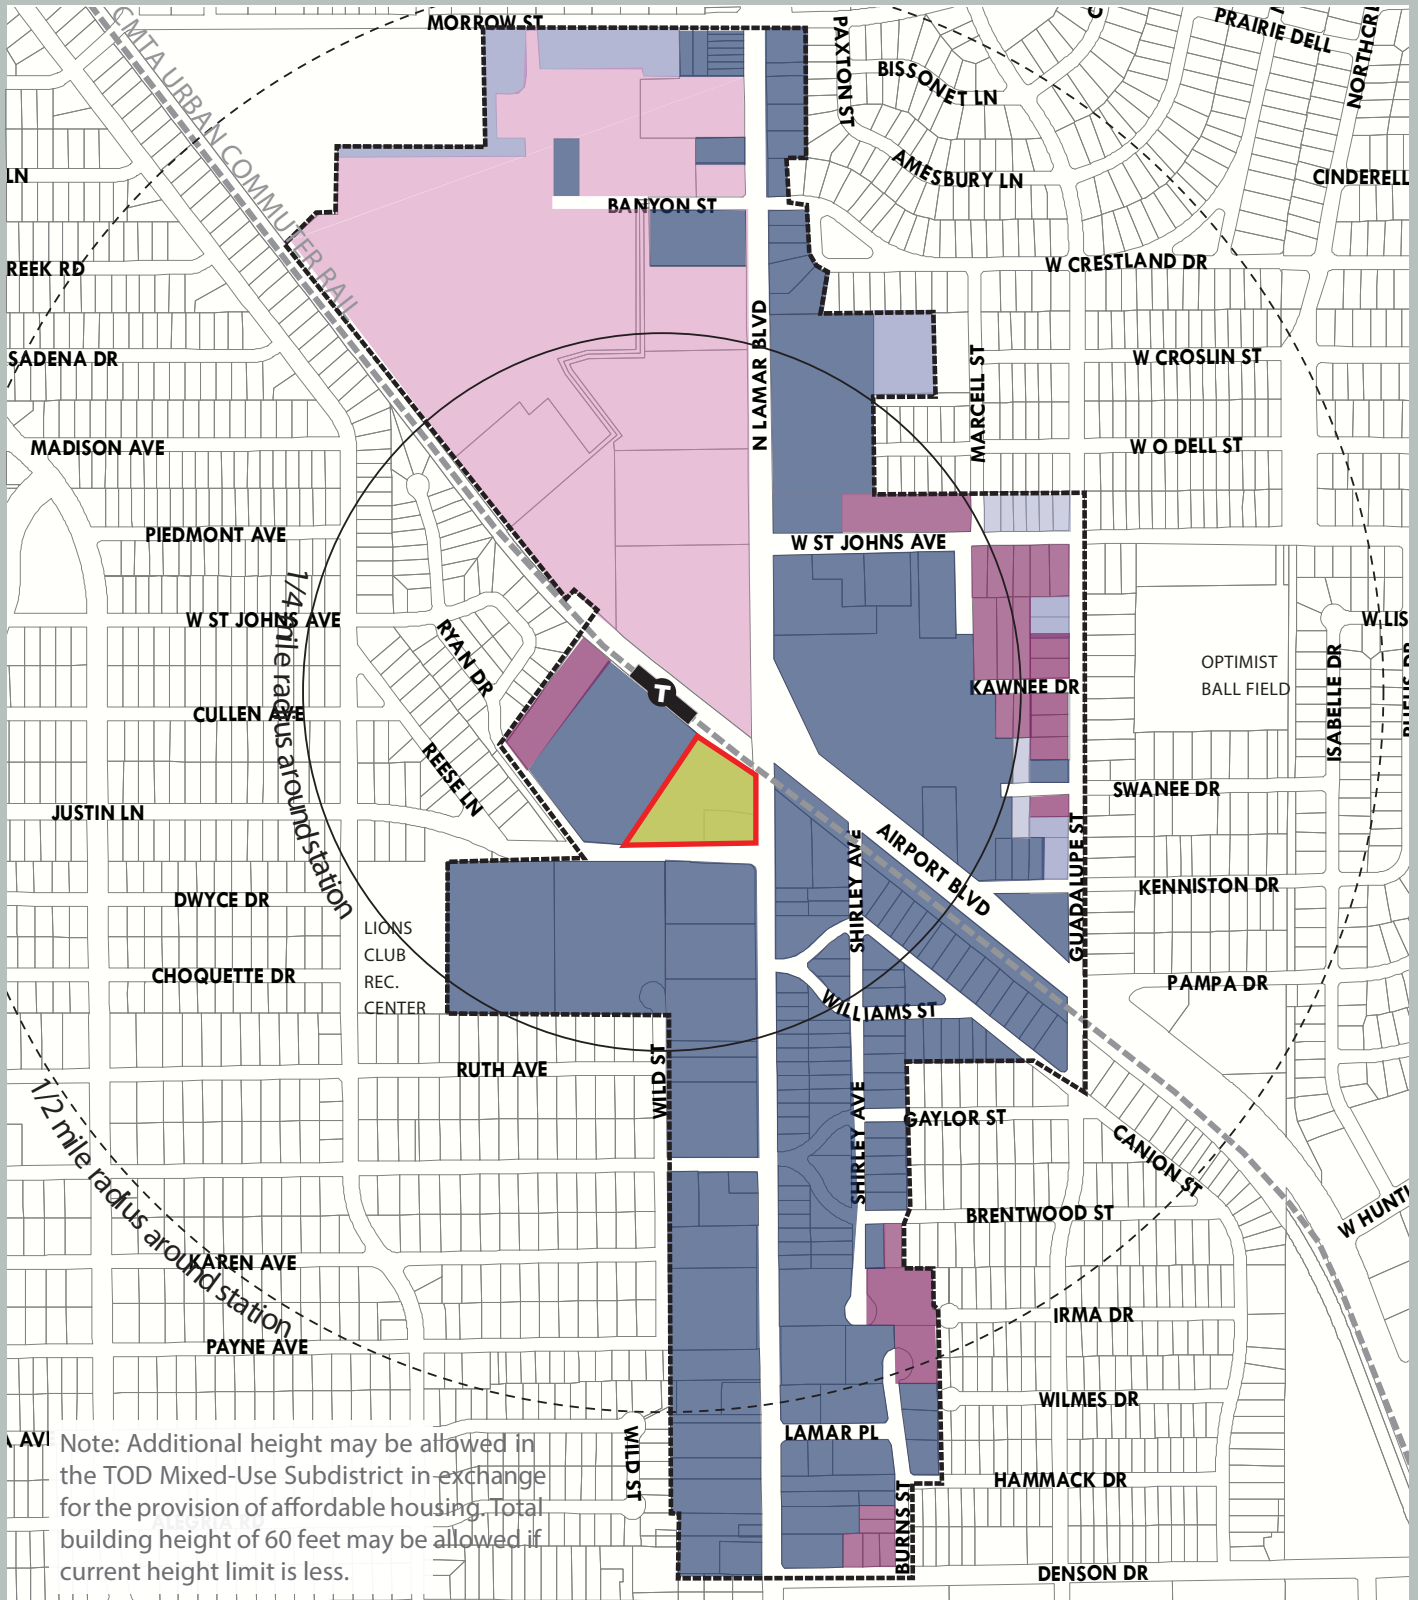 MORROW ST
CMTA URBAN COMMUTER RAIL
PAXTON ST
PRAIRIE DELL
NORTHCRE
BISSONET LN
AMESBURY LN
CINDERELL
LN
BANYON ST
REEK RD
W CRESTLAND DR
N LAMAR BLVD
SADENA DR
MARCELL ST
W CROSLIN ST
MADISON AVE
W O DELL ST
PIEDMONT AVE
W ST JOHNS AVE
1/4 mile radius around station
W ST JOHNS AVE
RYAN DR
W LIS
OPTIMIST
BALL FIELD
ISABELLE DR
T
KAWNEE DR
CULLEN AVE
REESE LN
JUSTIN LN
SWANEE DR
AIRPORT BLVD
SHIRLEY AVE
GUADALUPE ST
KENNISTON DR
DWYCE DR
LIONS
CLUB
REC.
CENTER
CHOQUETTE DR
PAMPA DR
WILLIAMS ST
WILD ST
RUTH AVE
1/2 mile radius around station
SHIRLEY AVE
GAYLOR ST
CANION ST
BRENTWOOD ST
W HUNTL
KAREN AVE
IRMA DR
PAYNE AVE
WILMES DR
LAMAR PL
A AVE
WILD ST
HAMMACK DR
BURNS ST
ALEGRIA RD
DENSON DR
Note: Additional height may be allowed in
the TOD Mixed-Use Subdistrict in exchange
for the provision of affordable housing. Total
building height of 60 feet may be allowed if
current height limit is less.